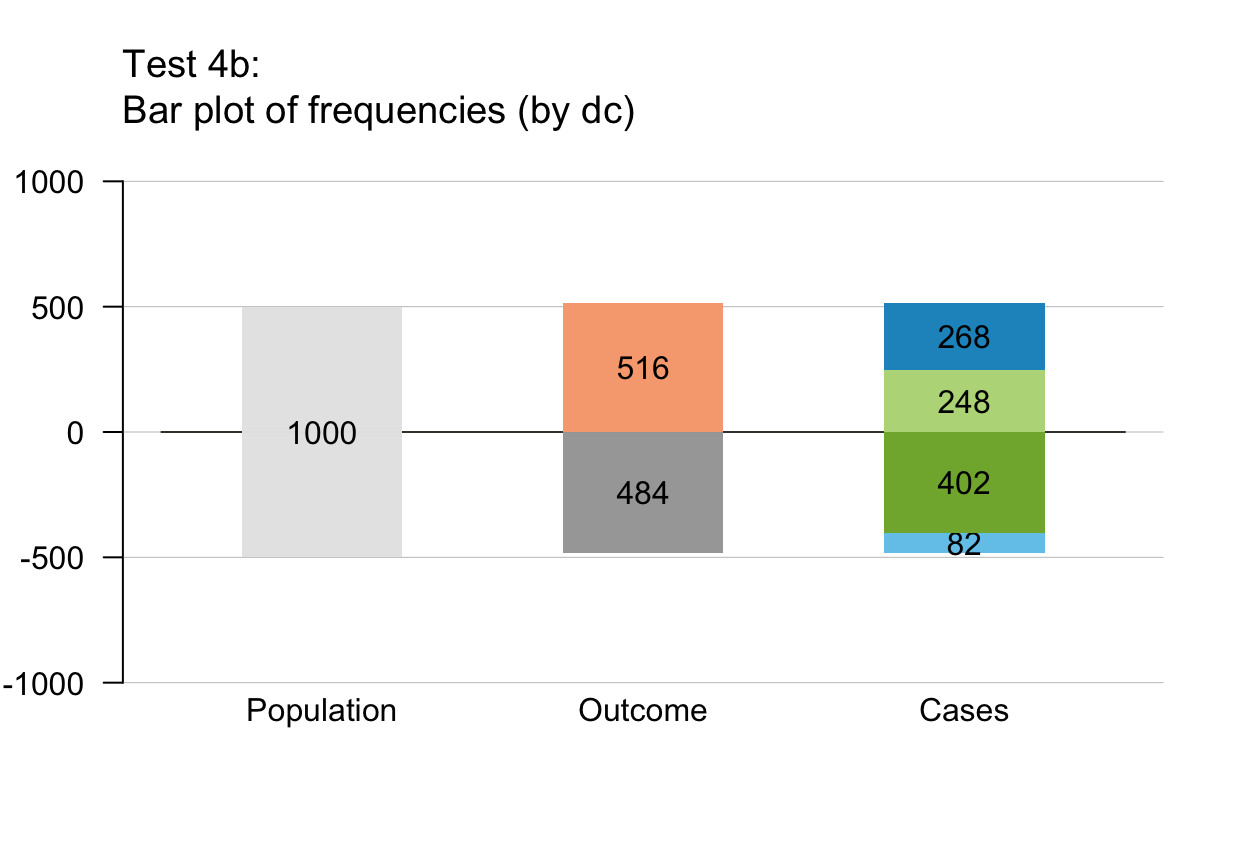 Test 4b:
Bar plot of frequencies (by dc)
1000
500
0
-500
-1000
1000
516
484
268
248
402
82
Population
Outcome
Cases